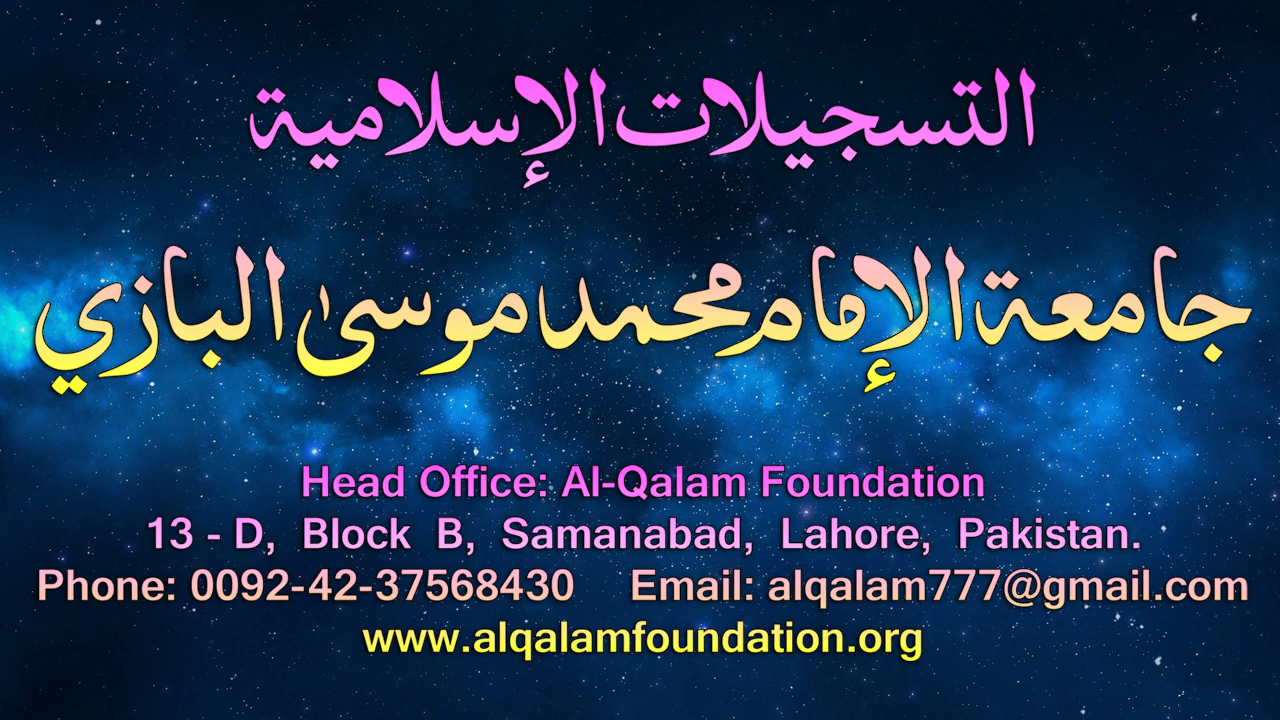 التسجيلات الإسلامية
جامعة الإمام محمد موسىٰ البازي
Head Office: Al-Qalam Foundation
13 - D, Block B, Samanabad, Lahore, Pakistan.
Phone: 0092-42-37568430 Email: alqalam777@gmail.com
www.alqalamfoundation.org